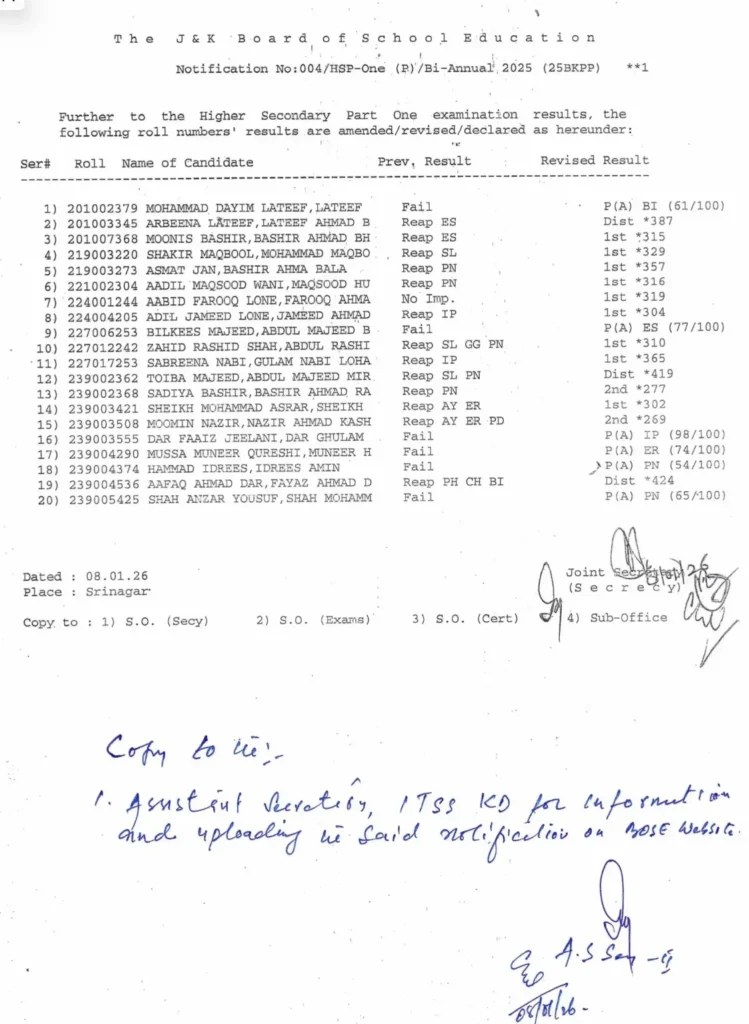 The J&K Board of School Education
Notification No:004/HSP-One (P)/Bi-Annual 2025 (25BKPP) **1
Further to the Higher Secondary Part One examination results, the
following roll numbers' results are amended/revised/declared as hereunder:
Ser# Roll Name of Candidate Prev. Result Revised Result
1) 201002379 MOHAMMAD DAYIM LATEEF,LATEEF Fail P(A) BI (61/100)
2) 201003345 ARBEENA LATEEF,LATEEF AHMAD B Reap ES Dist *387
3) 201007368 MOONIS BASHIR,BASHIR AHMAD BH Reap ES 1st *315
4) 219003220 SHAKIR MAQBOOL,MOHAMMAD MAQBO Reap SL 1st *329
5) 219003273 ASMAT JAN,BASHIR AHMA BALA Reap PN 1st *357
6) 221002304 AADIL MAQSOOD WANI,MAQSOOD HU Reap PN 1st *316
7) 224001244 AABID FAROOQ LONE,FAROOQ AHMA No Imp. 1st *319
8) 224004205 ADIL JAMEED LONE,JAMEED AHMAD Reap IP 1st *304
9) 227006253 BILKEES MAJEED,ABDUL MAJEED B Fail P(A) ES (77/100)
10) 227012242 ZAHID RASHID SHAH,ABDUL RASHI Reap SL GG PN 1st *310
11) 227017253 SABREENA NABI,GULAM NABI LOHA Reap IP 1st *365
12) 239002362 TOIBA MAJEED,ABDUL MAJEED MIR Reap SL PN Dist *419
13) 239002368 SADIYA BASHIR,BASHIR AHMAD RA Reap PN 2nd *277
14) 239003421 SHEIKH MOHAMMAD ASRAR,SHEIKH Reap AY ER 1st *302
15) 239003508 MOOMIN NAZIR,NAZIR AHMAD KASH Reap AY ER PD 2nd *269
16) 239003555 DAR FAAIZ JEELANI,DAR GHULAM Fail P(A) IP (98/100)
17) 239004290 MUSSA MUNEER QURESHI,MUNEER H Fail P(A) ER (74/100)
18) 239004374 HAMMAD IDREES,IDREES AMIN Fail P(A) PN (54/100)
19) 239004536 AAFAQ AHMAD DAR,FAYAZ AHMAD D Reap PH CH BI Dist *424
20) 239005425 SHAH ANZAR YOUSUF,SHAH MOHAMM Fail P(A) PN (65/100)
Dated : 08.01.26
Place : Srinagar
Joint Secretary
(Secrecy)
Copy to : 1) S.O. (Secy) 2) S.O. (Exams) 3) S.O. (Cert) 4) Sub-Office
Copy to the:-
1. Assistant Secretary, ITSS KD for information
and uploading the said notification on BOSE Website.
A.S Secy -II
08/01/26.